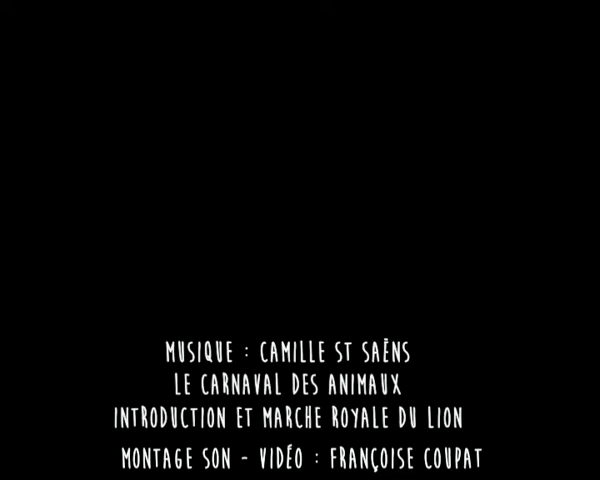 MUSIQUE : CAMILLE ST SAËNS
LE CARNAVAL DES ANIMAUX
INTRODUCTION ET MARCHE ROYALE DU LION
MONTAGE SON - VIDÉO : FRANÇOISE COUPAT